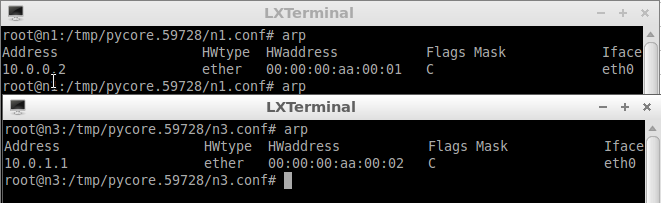 LXTerminal
root@n1:/tmp/pycore.59728/n1.conf# arp
Address HWtype HWaddress Flags Mask Iface
10.0.0.2 ether 00:00:00:aa:00:01 C eth0
root@n1:/tmp/pycore.59728/n1.conf# arp
LXTerminal
root@n3:/tmp/pycore.59728/n3.conf# arp
Address HWtype HWaddress Flags Mask Iface
10.0.1.1 ether 00:00:00:aa:00:02 C eth0
root@n3:/tmp/pycore.59728/n3.conf#